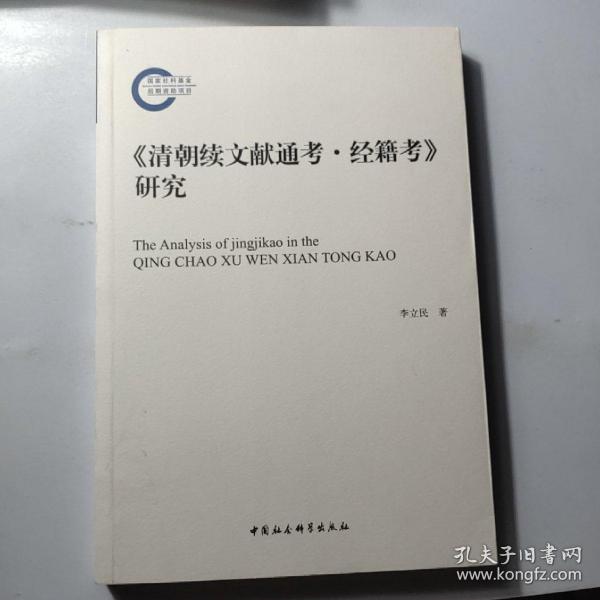 国家社科基金
后期资助项目
《清朝续文献通考·经籍考》
研究
The Analysis of jingjikao in the
QING CHAO XU WEN XIAN TONG KAO
李立民 著
中国社会科学出版社
孔夫子旧书网
www.kongfz.com